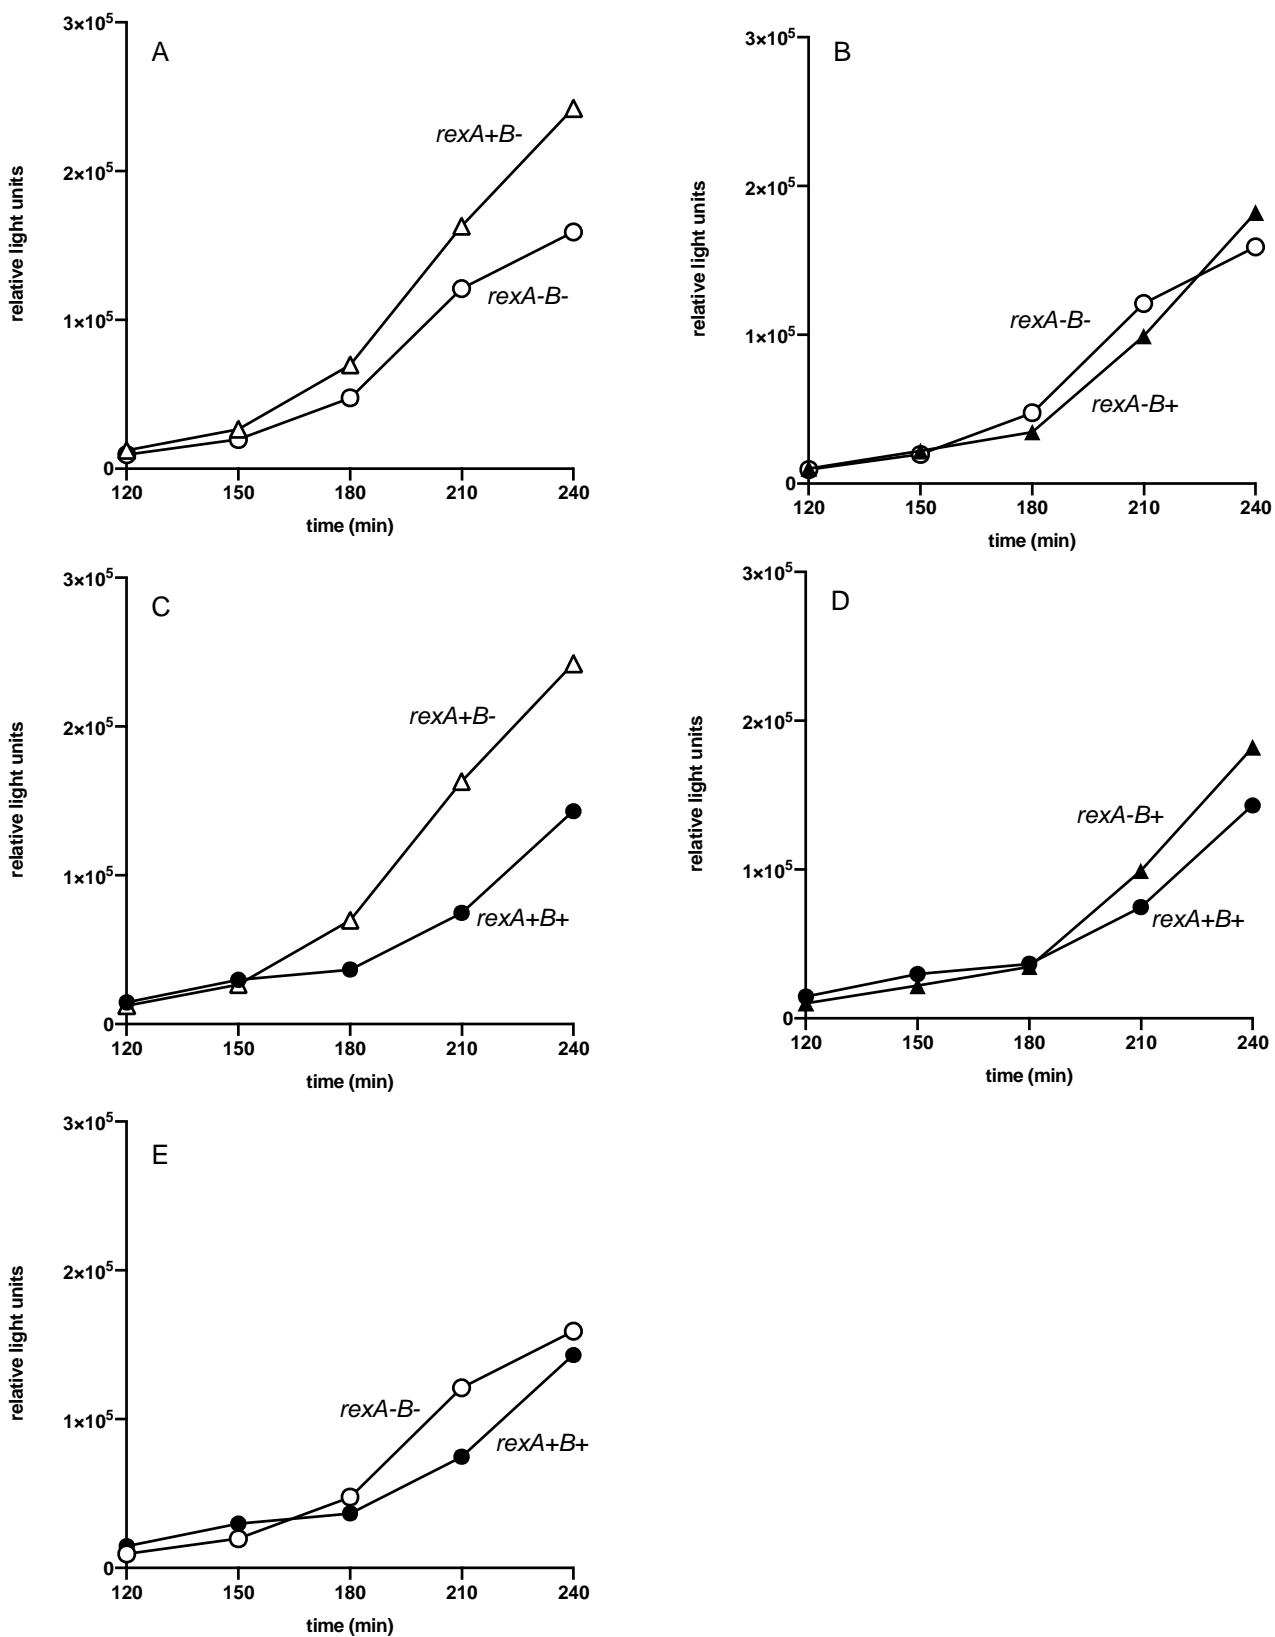 A
3×10⁵
2×10⁵
1×10⁵
0
relative light units
rexA+B-
rexA-B-
120 150 180 210 240
time (min)
B
3×10⁵
2×10⁵
1×10⁵
0
relative light units
rexA-B-
rexA-B+
120 150 180 210 240
time (min)
C
3×10⁵
2×10⁵
1×10⁵
0
relative light units
rexA+B-
rexA+B+
120 150 180 210 240
time (min)
D
3×10⁵
2×10⁵
1×10⁵
0
relative light units
rexA-B+
rexA+B+
120 150 180 210 240
time (min)
E
3×10⁵
2×10⁵
1×10⁵
0
relative light units
rexA-B-
rexA+B+
120 150 180 210 240
time (min)